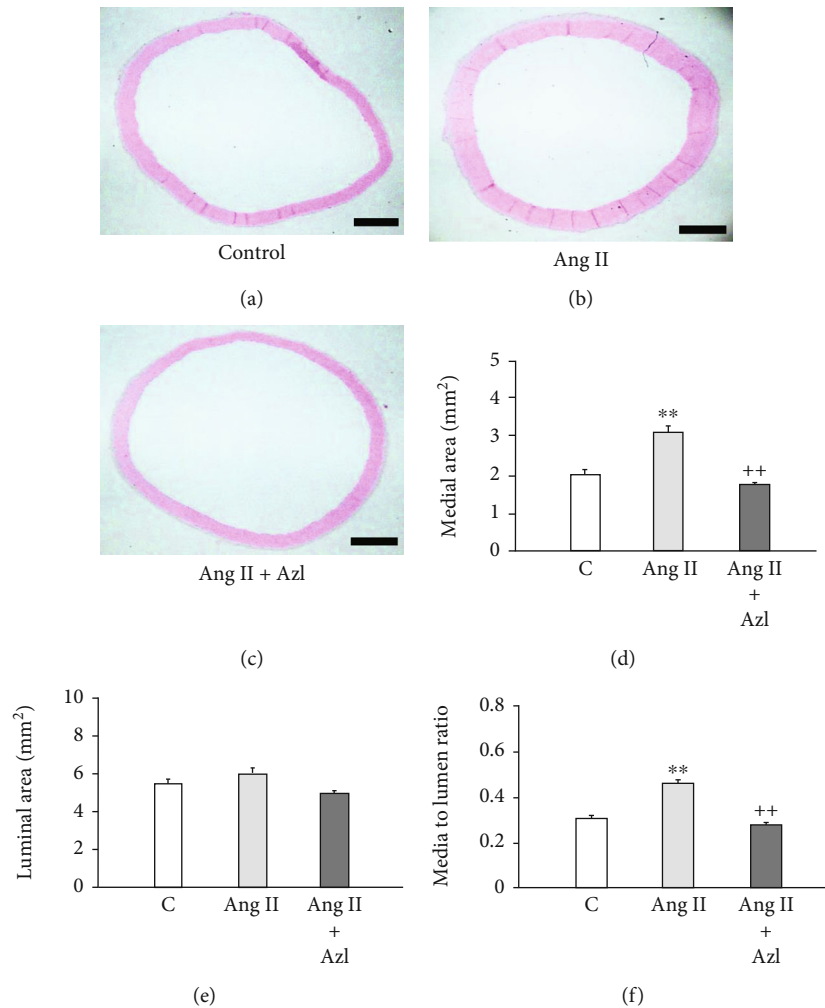 Control
(a)
Ang II
(b)
Ang II + Azl
(c)
Medial area (mm²)
5
4
3
2
1
0
**
++
C
Ang II
Ang II
+
Azl
(d)
Luminal area (mm²)
10
8
6
4
2
0
C
Ang II
Ang II
+
Azl
(e)
Media to lumen ratio
0.8
0.6
0.4
0.2
0
**
++
C
Ang II
Ang II
+
Azl
(f)